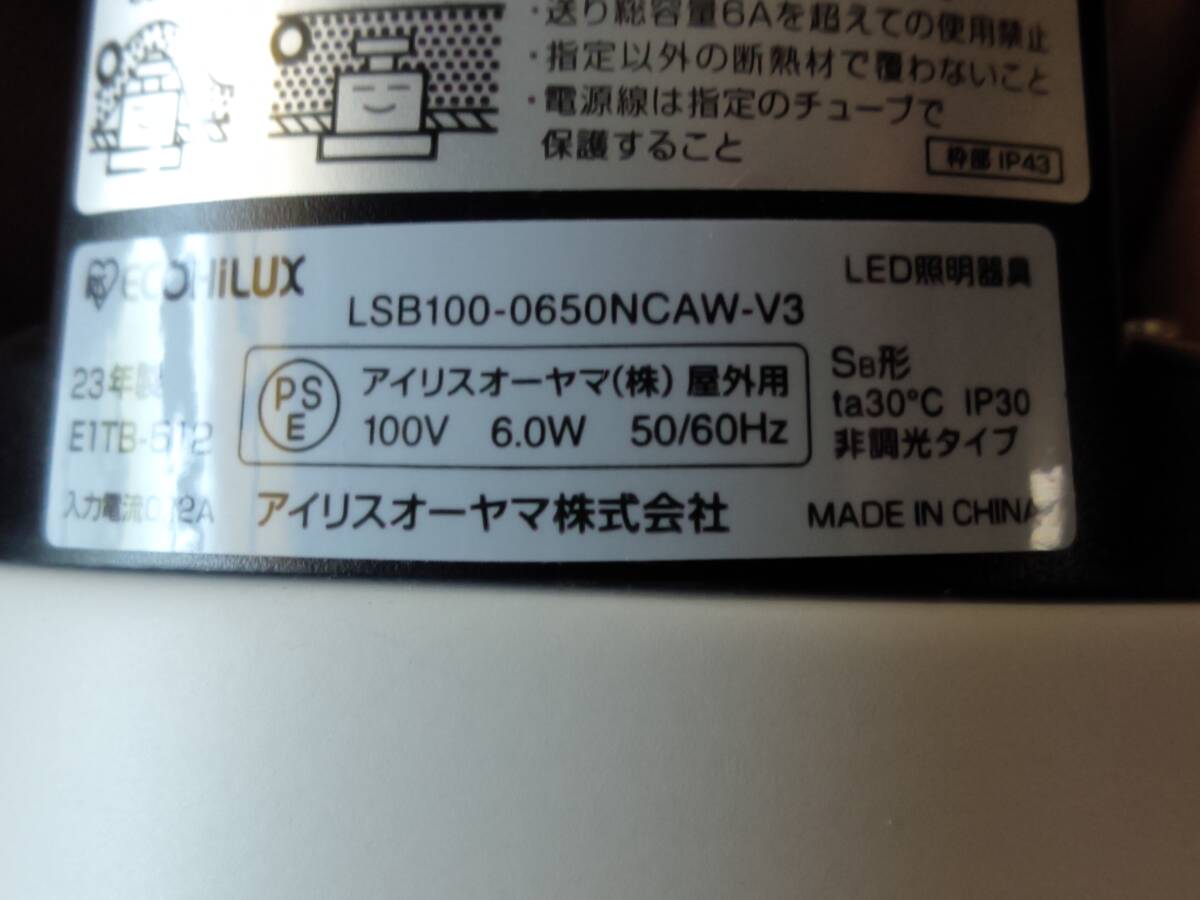 ・送り総容量6Aを超えての使用禁止
・指定以外の断熱材で覆わないこと
・電源線は指定のチューブで
保護すること
枠部 IP43
ECOHiLUX
LED照明器具
LSB100-0650NCAW-V3
23年製
PSE
アイリスオーヤマ(株) 屋外用
SB形
100V 6.0W 50/60Hz
ta30℃ IP30
E1TB-512
非調光タイプ
入力電流
アイリスオーヤマ株式会社
MADE IN CHINA